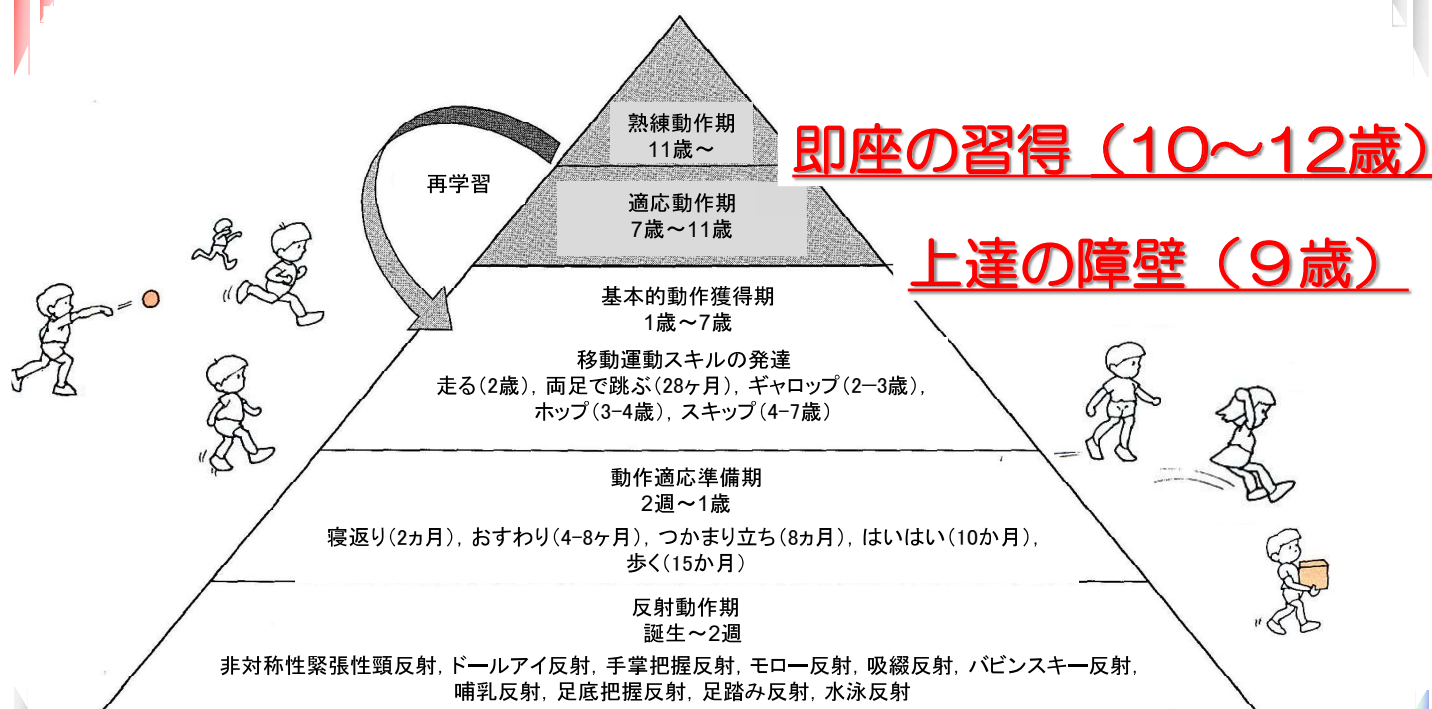 熟練動作期
11歳～
即座の習得（10～12歳）
再学習
適応動作期
7歳～11歳
上達の障壁（９歳）
基本的動作獲得期
1歳～7歳
移動運動スキルの発達
走る(2歳), 両足で跳ぶ(28ヶ月), ギャロップ(2−3歳),
ホップ(3-4歳), スキップ(4-7歳)
動作適応準備期
2週～1歳
寝返り(2ヵ月), おすわり(4-8ヶ月), つかまり立ち(8ヵ月), はいはい(10か月),
歩く(15か月)
反射動作期
誕生～2週
非対称性緊張性頸反射, ドールアイ反射, 手掌把握反射, モロー反射, 吸綴反射, バビンスキー反射,
哺乳反射, 足底把握反射, 足踏み反射, 水泳反射